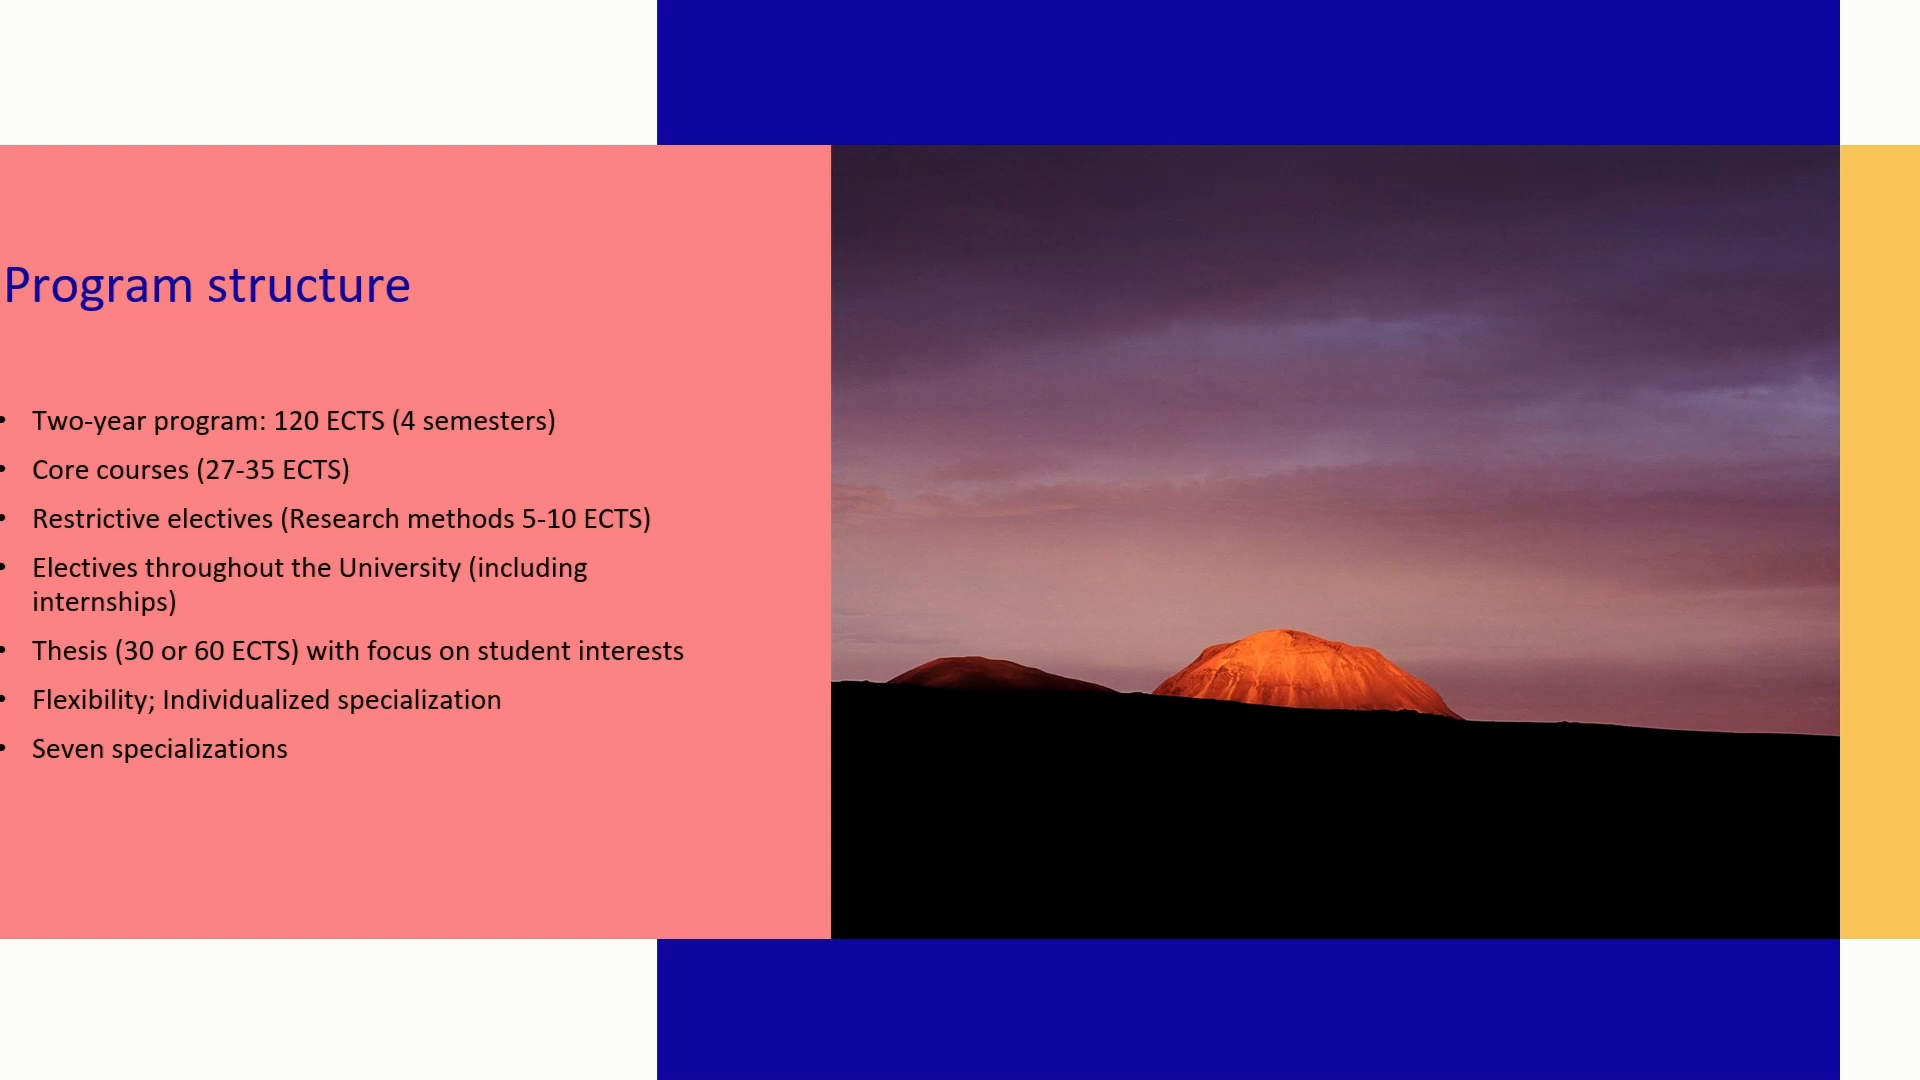 Program structure
• Two-year program: 120 ECTS (4 semesters)
• Core courses (27-35 ECTS)
• Restrictive electives (Research methods 5-10 ECTS)
• Electives throughout the University (including
internships)
• Thesis (30 or 60 ECTS) with focus on student interests
• Flexibility; Individualized specialization
• Seven specializations